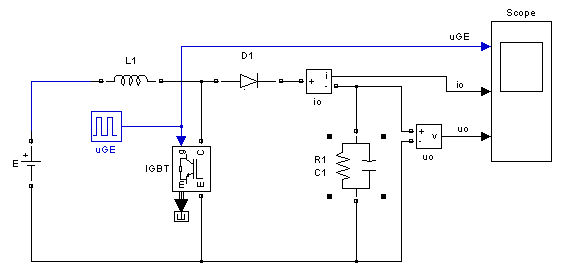 Scope
uGE
L1
D1
+
i
-
io
io
uGE
E
+
g
C
IGBT
m
E
R1
C1
+
-
v
uo
uo